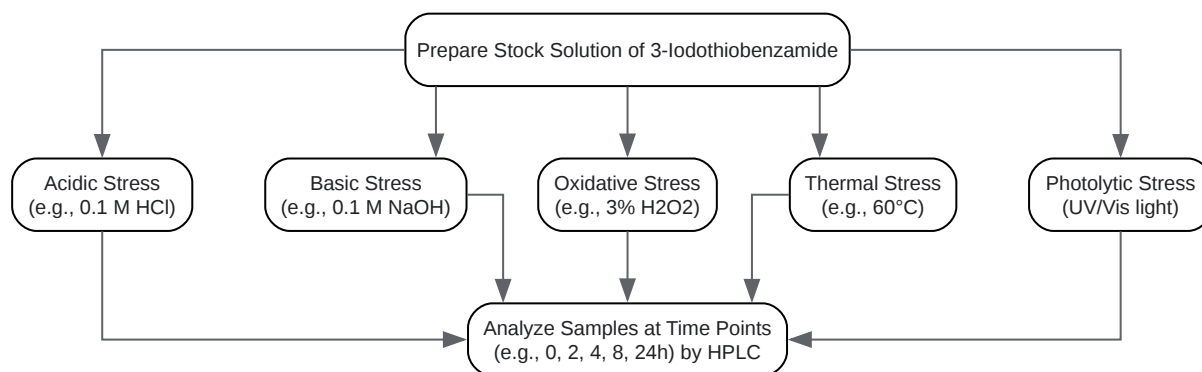 Prepare Stock Solution of 3-Iodothiobenzamide
Acidic Stress
(e.g., 0.1 M HCl)
Basic Stress
(e.g., 0.1 M NaOH)
Oxidative Stress
(e.g., 3% H2O2)
Thermal Stress
(e.g., 60°C)
Photolytic Stress
(UV/Vis light)
Analyze Samples at Time Points
(e.g., 0, 2, 4, 8, 24h) by HPLC